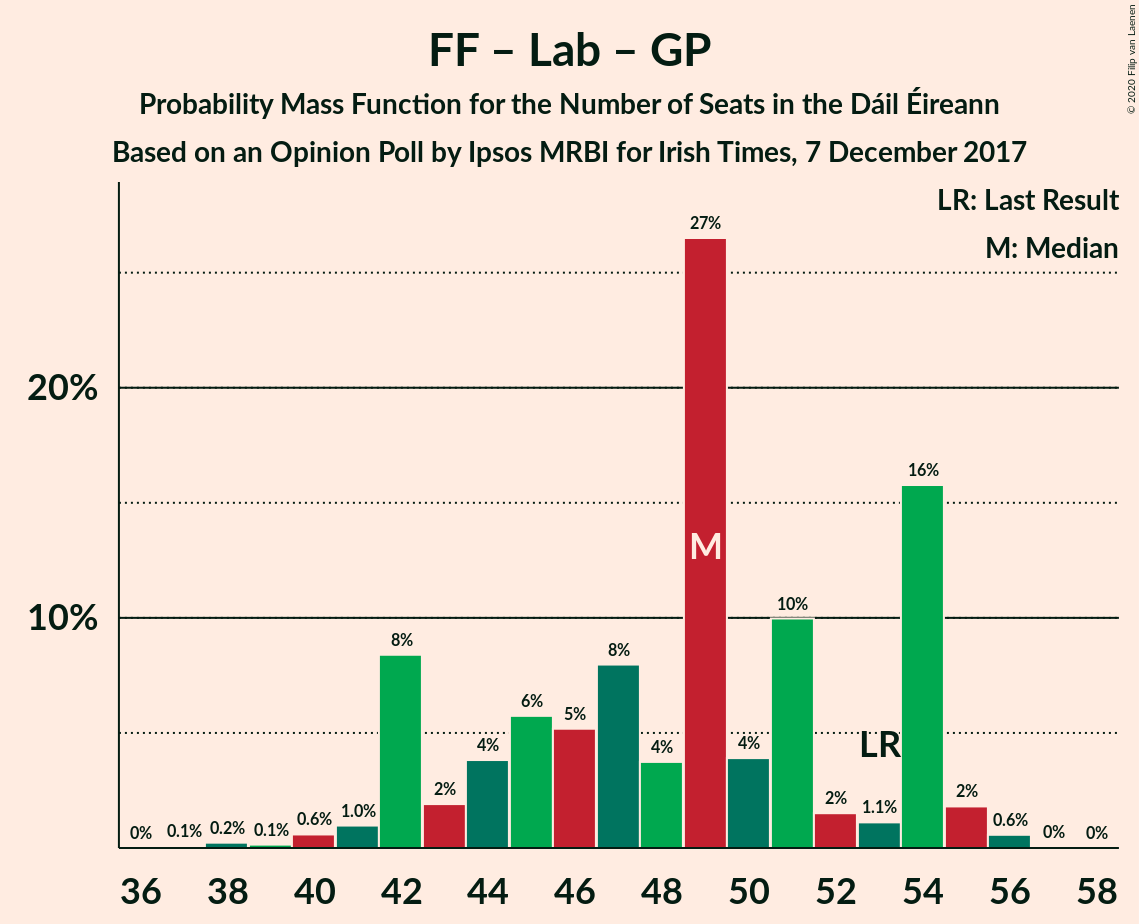 FF – Lab – GP
Probability Mass Function for the Number of Seats in the Dáil Éireann
Based on an Opinion Poll by Ipsos MRBI for Irish Times, 7 December 2017
© 2020 Filip van Laenen
LR: Last Result
M: Median
20%
10%
0%
0.1%
0.2%
0.1%
0.6%
1.0%
8%
2%
4%
6%
5%
8%
4%
27%
4%
10%
2%
1.1%
16%
2%
0.6%
0%
0%
M
LR
36 38 40 42 44 46 48 50 52 54 56 58